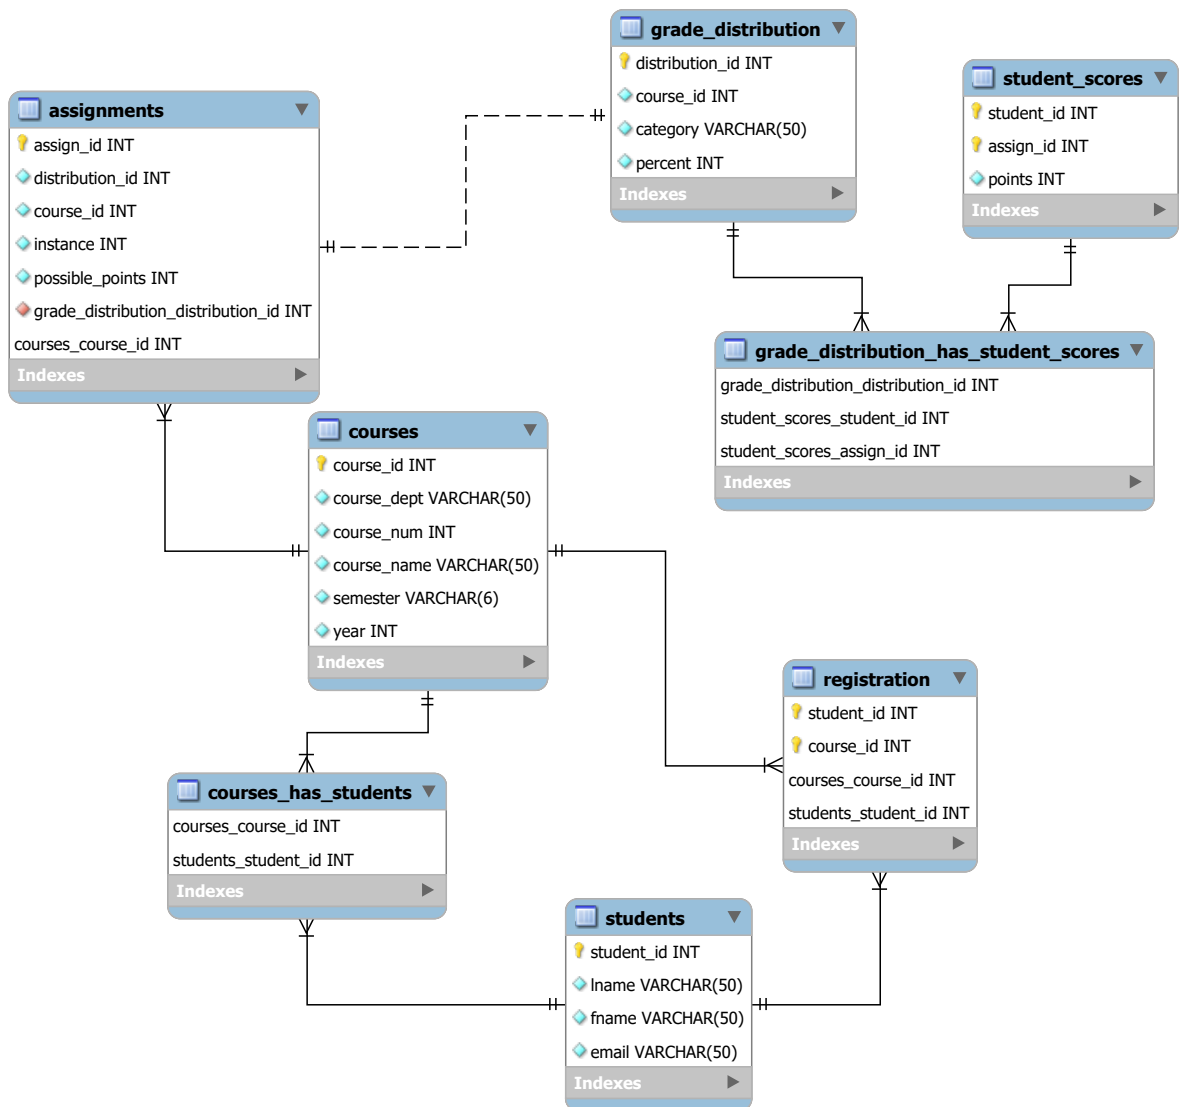 grade_distribution
distribution_id INT
course_id INT
category VARCHAR(50)
percent INT
Indexes
student_scores
student_id INT
assign_id INT
points INT
Indexes
assignments
assign_id INT
distribution_id INT
course_id INT
instance INT
possible_points INT
grade_distribution_distribution_id INT
courses_course_id INT
Indexes
grade_distribution_has_student_scores
grade_distribution_distribution_id INT
student_scores_student_id INT
student_scores_assign_id INT
Indexes
courses
course_id INT
course_dept VARCHAR(50)
course_num INT
course_name VARCHAR(50)
semester VARCHAR(6)
year INT
Indexes
registration
student_id INT
course_id INT
courses_course_id INT
students_student_id INT
Indexes
courses_has_students
courses_course_id INT
students_student_id INT
Indexes
students
student_id INT
lname VARCHAR(50)
fname VARCHAR(50)
email VARCHAR(50)
Indexes